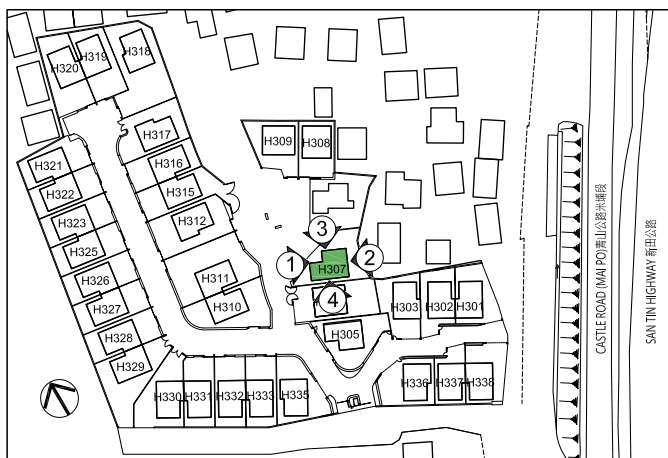 H318
H319
H320
H317
H309
H308
H316
H321
H315
H322
H312
H323
3
H325
1
2
H307
H311
H326
4
H310
H327
H303
H302
H301
H328
H305
H329
H336
H337
H338
H330
H331
H332
H333
H335
CASTLE ROAD (MAI PO)青山公路米埔段
SAN TIN HIGHWAY 新田公路